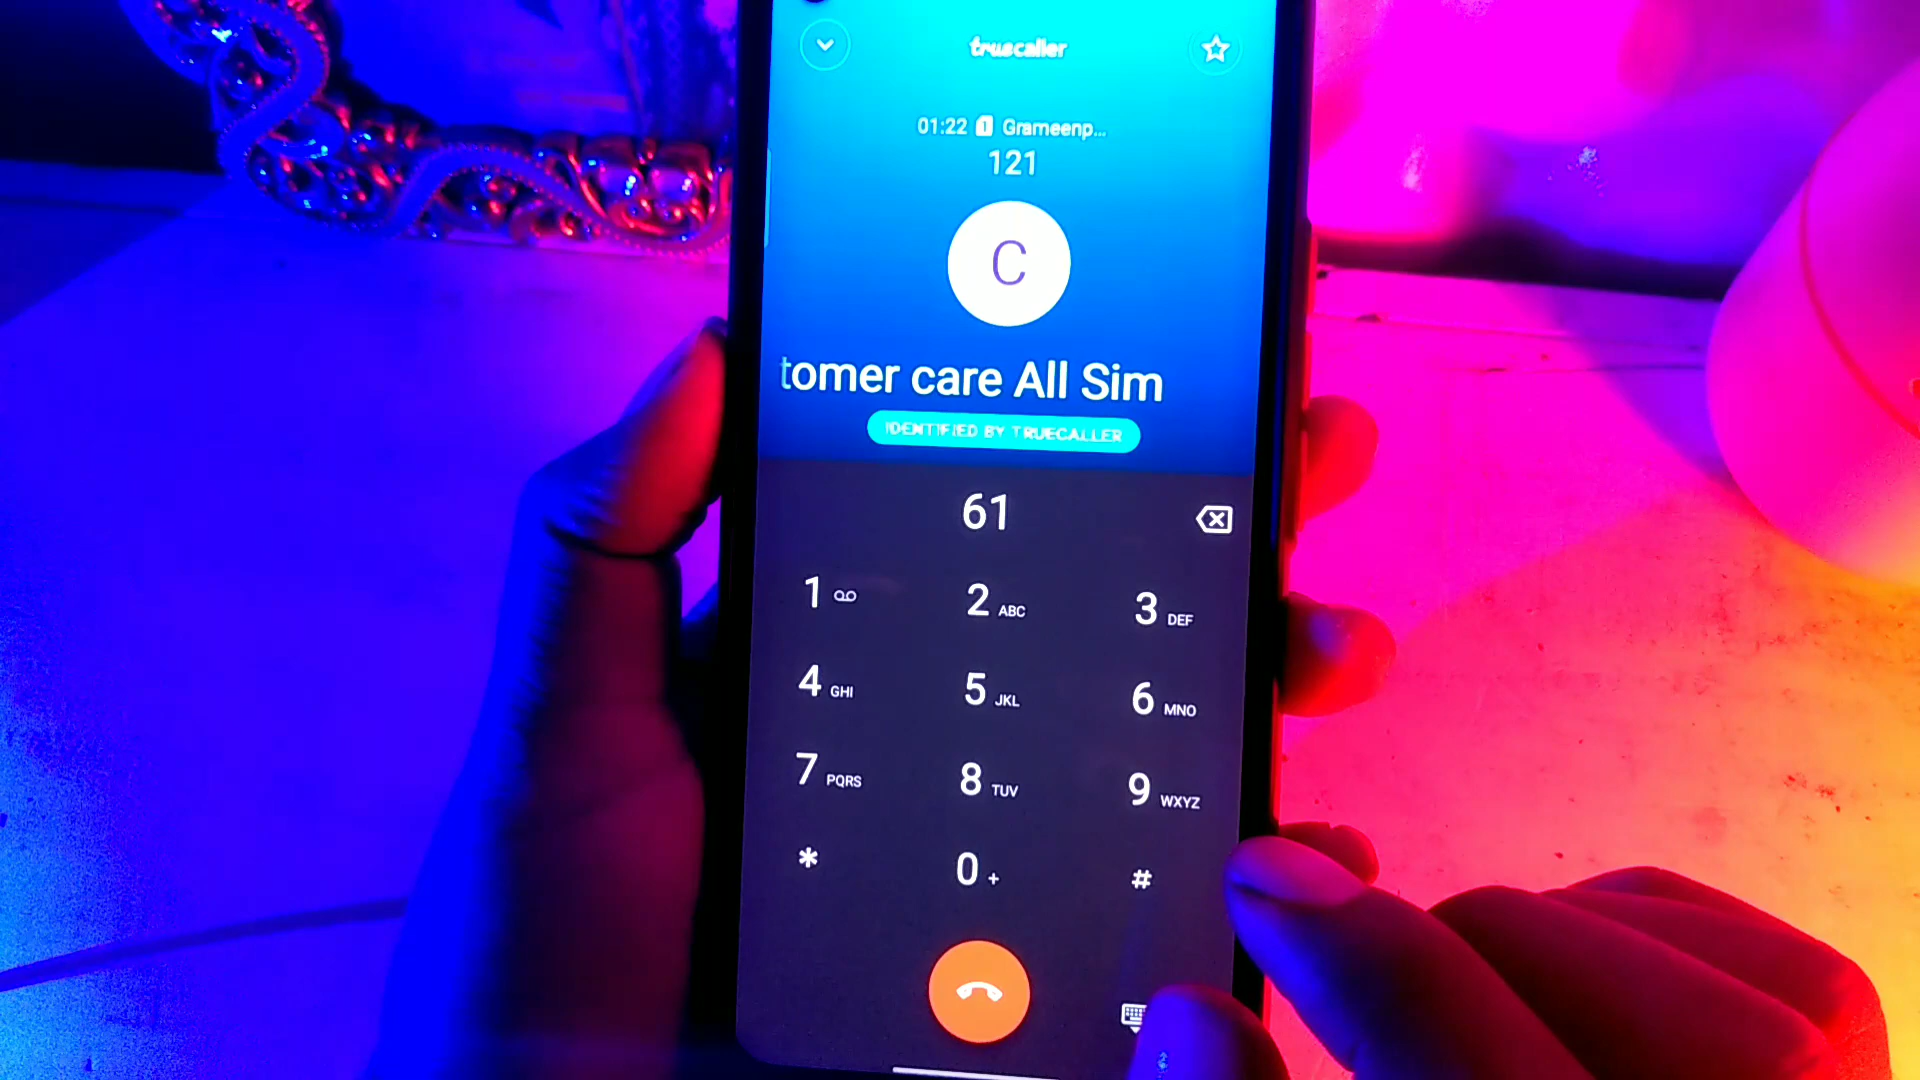 truecaller
01:22 1 Grameenp...
121
C
tomer care All Sim
IDENTIFIED BY TRUECALLER
61
1
2 ABC
3 DEF
4 GHI
5 JKL
6 MNO
7 PQRS
8 TUV
9 WXYZ
*
0 +
#